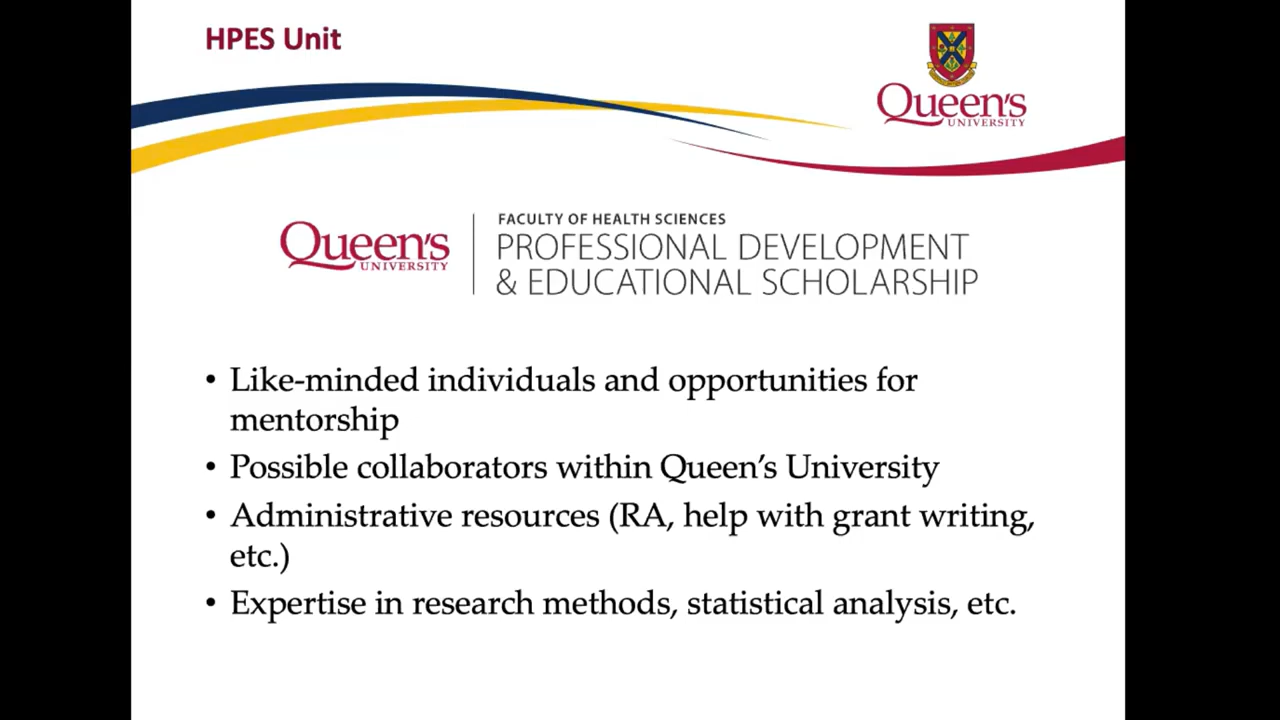 HPES Unit
Queen's
UNIVERSITY
Queen's
UNIVERSITY
FACULTY OF HEALTH SCIENCES
PROFESSIONAL DEVELOPMENT
& EDUCATIONAL SCHOLARSHIP
• Like-minded individuals and opportunities for
mentorship
• Possible collaborators within Queen’s University
• Administrative resources (RA, help with grant writing,
etc.)
• Expertise in research methods, statistical analysis, etc.